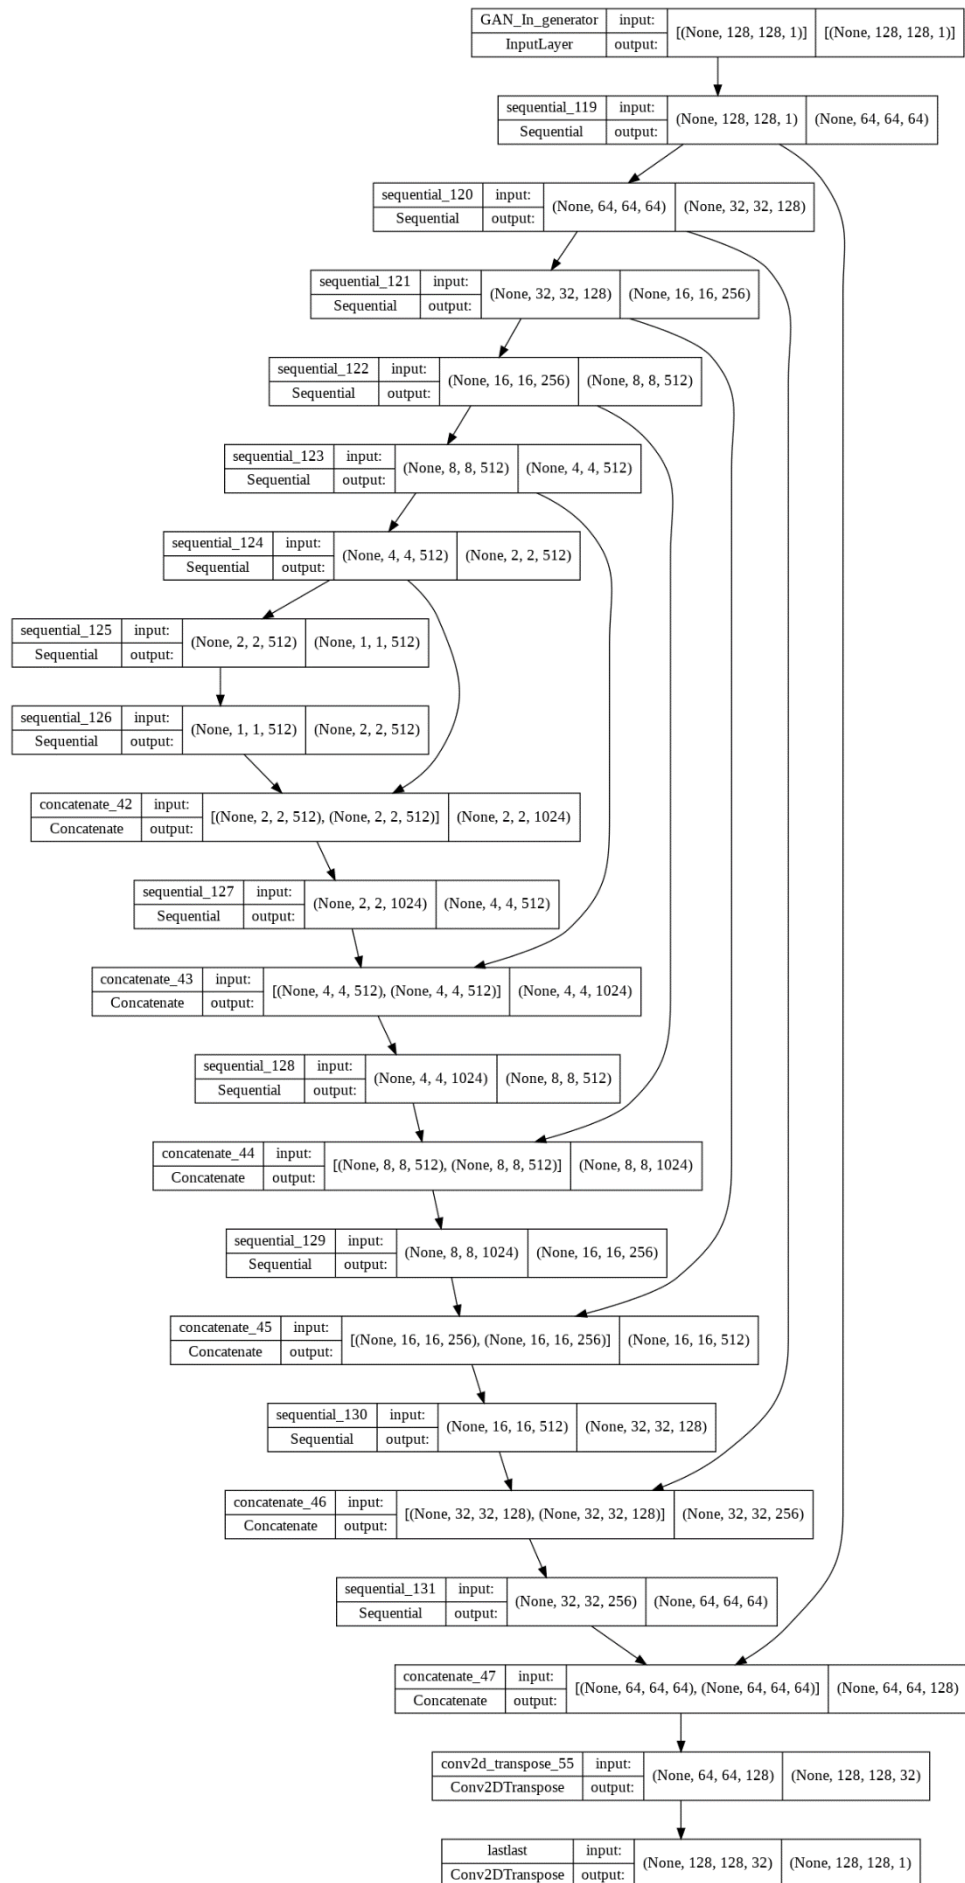 GAN_In_generator input: [(None, 128, 128, 1)] [(None, 128, 128, 1)]
InputLayer output:
sequential_119 input: (None, 128, 128, 1) (None, 64, 64, 64)
Sequential output:
sequential_120 input: (None, 64, 64, 64) (None, 32, 32, 128)
Sequential output:
sequential_121 input: (None, 32, 32, 128) (None, 16, 16, 256)
Sequential output:
sequential_122 input: (None, 16, 16, 256) (None, 8, 8, 512)
Sequential output:
sequential_123 input: (None, 8, 8, 512) (None, 4, 4, 512)
Sequential output:
sequential_124 input: (None, 4, 4, 512) (None, 2, 2, 512)
Sequential output:
sequential_125 input: (None, 2, 2, 512) (None, 1, 1, 512)
Sequential output:
sequential_126 input: (None, 1, 1, 512) (None, 2, 2, 512)
Sequential output:
concatenate_42 input: [(None, 2, 2, 512), (None, 2, 2, 512)] (None, 2, 2, 1024)
Concatenate output:
sequential_127 input: (None, 2, 2, 1024) (None, 4, 4, 512)
Sequential output:
concatenate_43 input: [(None, 4, 4, 512), (None, 4, 4, 512)] (None, 4, 4, 1024)
Concatenate output:
sequential_128 input: (None, 4, 4, 1024) (None, 8, 8, 512)
Sequential output:
concatenate_44 input: [(None, 8, 8, 512), (None, 8, 8, 512)] (None, 8, 8, 1024)
Concatenate output:
sequential_129 input: (None, 8, 8, 1024) (None, 16, 16, 256)
Sequential output:
concatenate_45 input: [(None, 16, 16, 256), (None, 16, 16, 256)] (None, 16, 16, 512)
Concatenate output:
sequential_130 input: (None, 16, 16, 512) (None, 32, 32, 128)
Sequential output:
concatenate_46 input: [(None, 32, 32, 128), (None, 32, 32, 128)] (None, 32, 32, 256)
Concatenate output:
sequential_131 input: (None, 32, 32, 256) (None, 64, 64, 64)
Sequential output:
concatenate_47 input: [(None, 64, 64, 64), (None, 64, 64, 64)] (None, 64, 64, 128)
Concatenate output:
conv2d_transpose_55 input: (None, 64, 64, 128) (None, 128, 128, 32)
Conv2DTranspose output:
lastlast input: (None, 128, 128, 32) (None, 128, 128, 1)
Conv2DTranspose output: